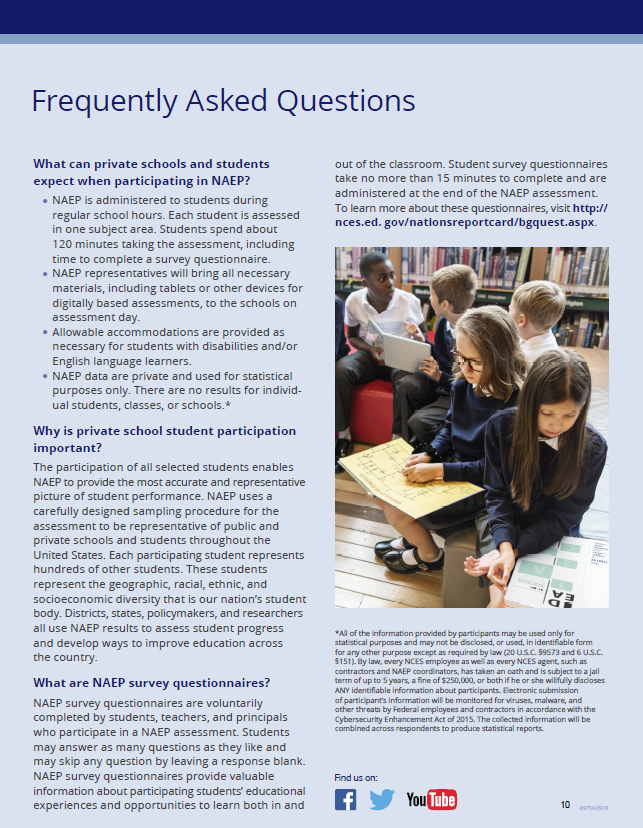 Frequently Asked Questions
What can private schools and students
expect when participating in NAEP?
• NAEP is administered to students during
regular school hours. Each student is assessed
in one subject area. Students spend about
120 minutes taking the assessment, including
time to complete a survey questionnaire.
• NAEP representatives will bring all necessary
materials, including tablets or other devices for
digitally based assessments, to the schools on
assessment day.
• Allowable accommodations are provided as
necessary for students with disabilities and/or
English language learners.
• NAEP data are private and used for statistical
purposes only. There are no results for individ-
ual students, classes, or schools.*
Why is private school student participation
important?
The participation of all selected students enables
NAEP to provide the most accurate and representative
picture of student performance. NAEP uses a
carefully designed sampling procedure for the
assessment to be representative of public and
private schools and students throughout the
United States. Each participating student represents
hundreds of other students. These students
represent the geographic, racial, ethnic, and
socioeconomic diversity that is our nation's student
body. Districts, states, policymakers, and researchers
all use NAEP results to assess student progress
and develop ways to improve education across
the country.
What are NAEP survey questionnaires?
NAEP survey questionnaires are voluntarily
completed by students, teachers, and principals
who participate in a NAEP assessment. Students
may answer as many questions as they like and
may skip any question by leaving a response blank.
NAEP survey questionnaires provide valuable
information about participating students' educational
experiences and opportunities to learn both in and
out of the classroom. Student survey questionnaires
take no more than 15 minutes to complete and are
administered at the end of the NAEP assessment.
To learn more about these questionnaires, visit http://
nces.ed. gov/nationsreportcard/bgquest.aspx.
*All of the information provided by participants may be used only for
statistical purposes and may not be disclosed, or used, in identifiable form
for any other purpose except as required by law (20 U.S.C. §9573 and 6 U.S.C.
§151). By law, every NCES employee as well as every NCES agent, such as
contractors and NAEP coordinators, has taken an oath and is subject to a jail
term of up to 5 years, a fine of $250,000, or both if he or she willfully discloses
ANY identifiable information about participants. Electronic submission
of participant's information will be monitored for viruses, malware, and
other threats by Federal employees and contractors in accordance with the
Cybersecurity Enhancement Act of 2015. The collected information will be
combined across respondents to produce statistical reports.
Find us on:
YouTube
10 49754.0918